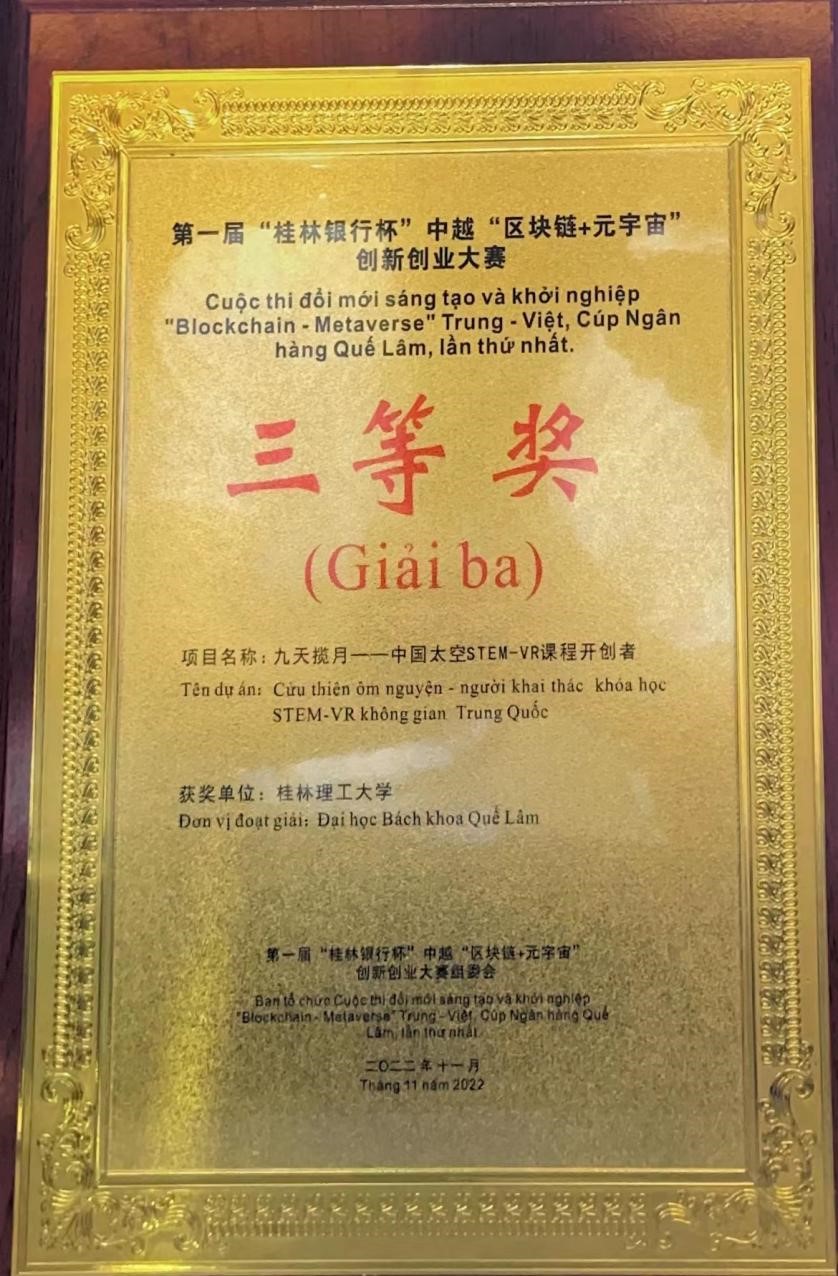 第一届“桂林银行杯”中越“区块链+元宇宙”
创新创业大赛
Cuộc thi đổi mới sáng tạo và khởi nghiệp
"Blockchain - Metaverse" Trung - Việt, Cúp Ngân
hàng Quế Lâm, lần thứ nhất.
三等奖
(Giải ba)
项目名称：九天揽月——中国太空STEM-VR课程开创者
Tên dự án: Cửu thiên ôm nguyện - người khai thác khóa học
STEM-VR không gian Trung Quốc
获奖单位：桂林理工大学
Đơn vị đoạt giải: Đại học Bách khoa Quế Lâm
第一届“桂林银行杯”中越“区块链+元宇宙”
创新创业大赛组委会
Ban tổ chức Cuộc thi đổi mới sáng tạo và khởi nghiệp
"Blockchain - Metaverse" Trung - Việt, Cúp Ngân hàng Quế
Lâm, lần thứ nhất.
二〇二二年十一月
Tháng 11 năm 2022